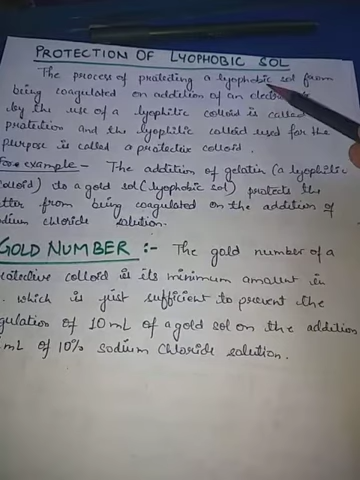 PROTECTION OF LYOPHOBIC SOL
The process of protecting a lyophobic sol from
being coagulated on addition of an
by the use of a lyophilic colloid is called
protection and the lyophilic colloid used for the
purpose is called a protective colloid.
For example - The addition of gelatin (a lyophilic
colloid) to a gold sol (lyophobic sol) protects the
from being coagulated on the addition of
chloride solution.
GOLD NUMBER :- The gold number of a
colloid is its minimum amount in
which is just sufficient to prevent the
of 10 mL of a gold sol on the addition
mL of 10% sodium chloride solution.